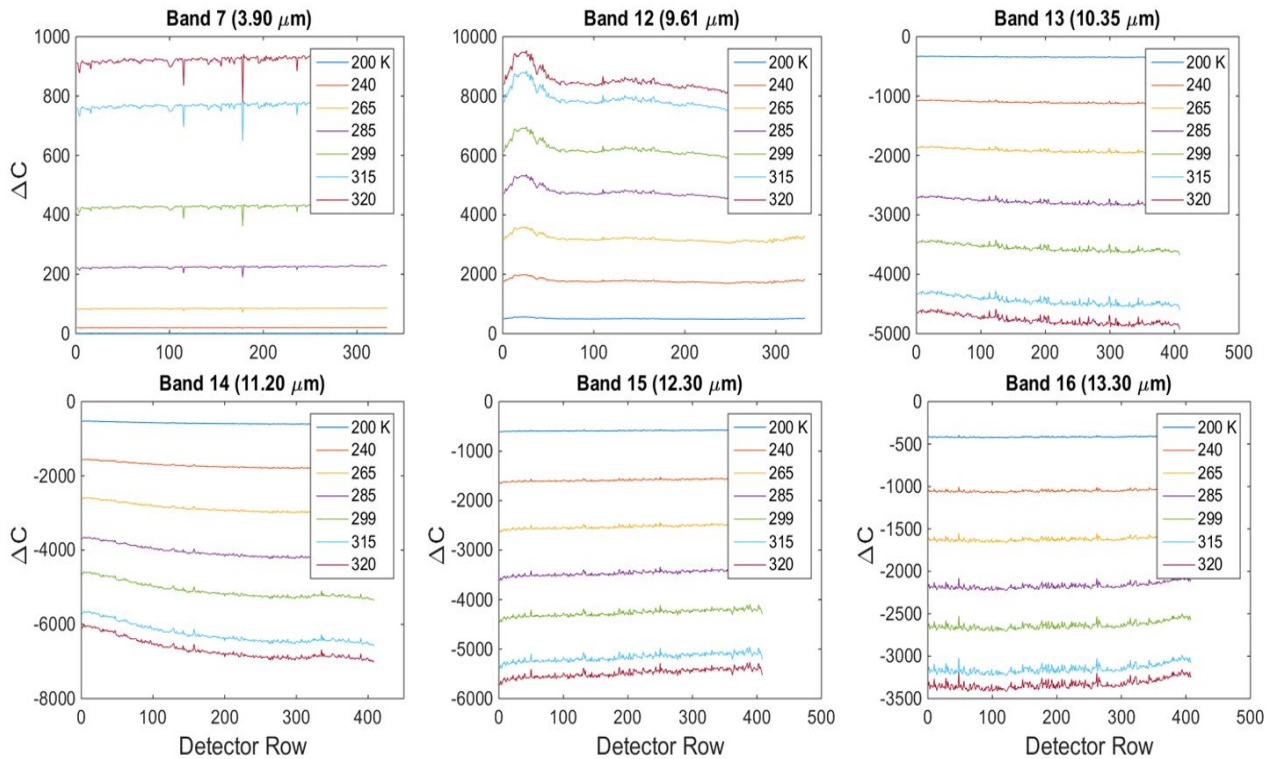 Band 7 (3.90 μm)
1000
800
600
400
200
0
ΔC
0 100 200 300
200 K
240
265
285
299
315
320
Band 12 (9.61 μm)
10000
8000
6000
4000
2000
0
0 100 200 300
200 K
240
265
285
299
315
320
Band 13 (10.35 μm)
0
-1000
-2000
-3000
-4000
-5000
0 100 200 300 400 500
200 K
240
265
285
299
315
320
Band 14 (11.20 μm)
0
-2000
-4000
-6000
-8000
ΔC
0 100 200 300 400
Detector Row
200 K
240
265
285
299
315
320
Band 15 (12.30 μm)
0
-1000
-2000
-3000
-4000
-5000
-6000
ΔC
0 100 200 300 400 500
Detector Row
200 K
240
265
285
299
315
320
Band 16 (13.30 μm)
0
-500
-1000
-1500
-2000
-2500
-3000
-3500
ΔC
0 100 200 300 400 500
Detector Row
200 K
240
265
285
299
315
320